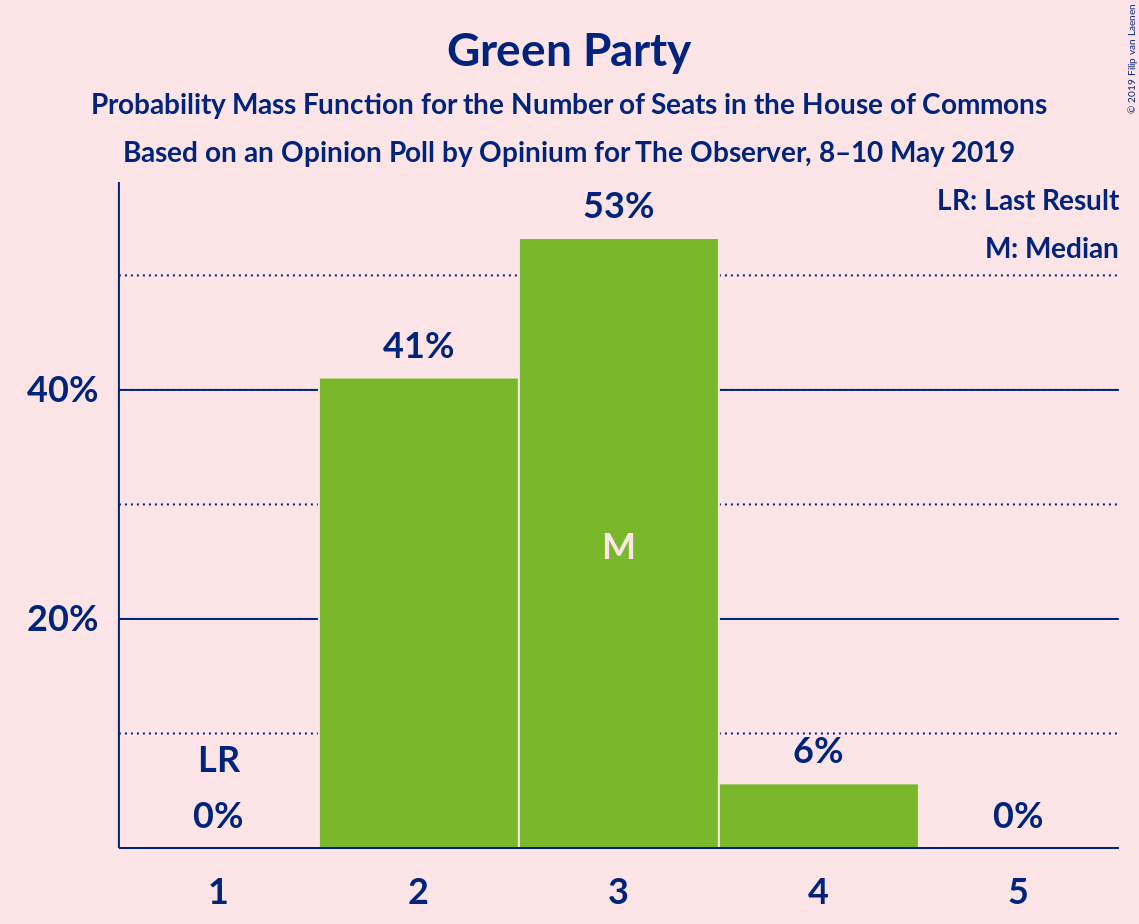 Green Party
Probability Mass Function for the Number of Seats in the House of Commons
Based on an Opinion Poll by Opinium for The Observer, 8–10 May 2019
© 2019 Filip van Laenen
LR: Last Result
M: Median
53%
41%
40%
M
20%
LR
6%
0%
0%
1
2
3
4
5